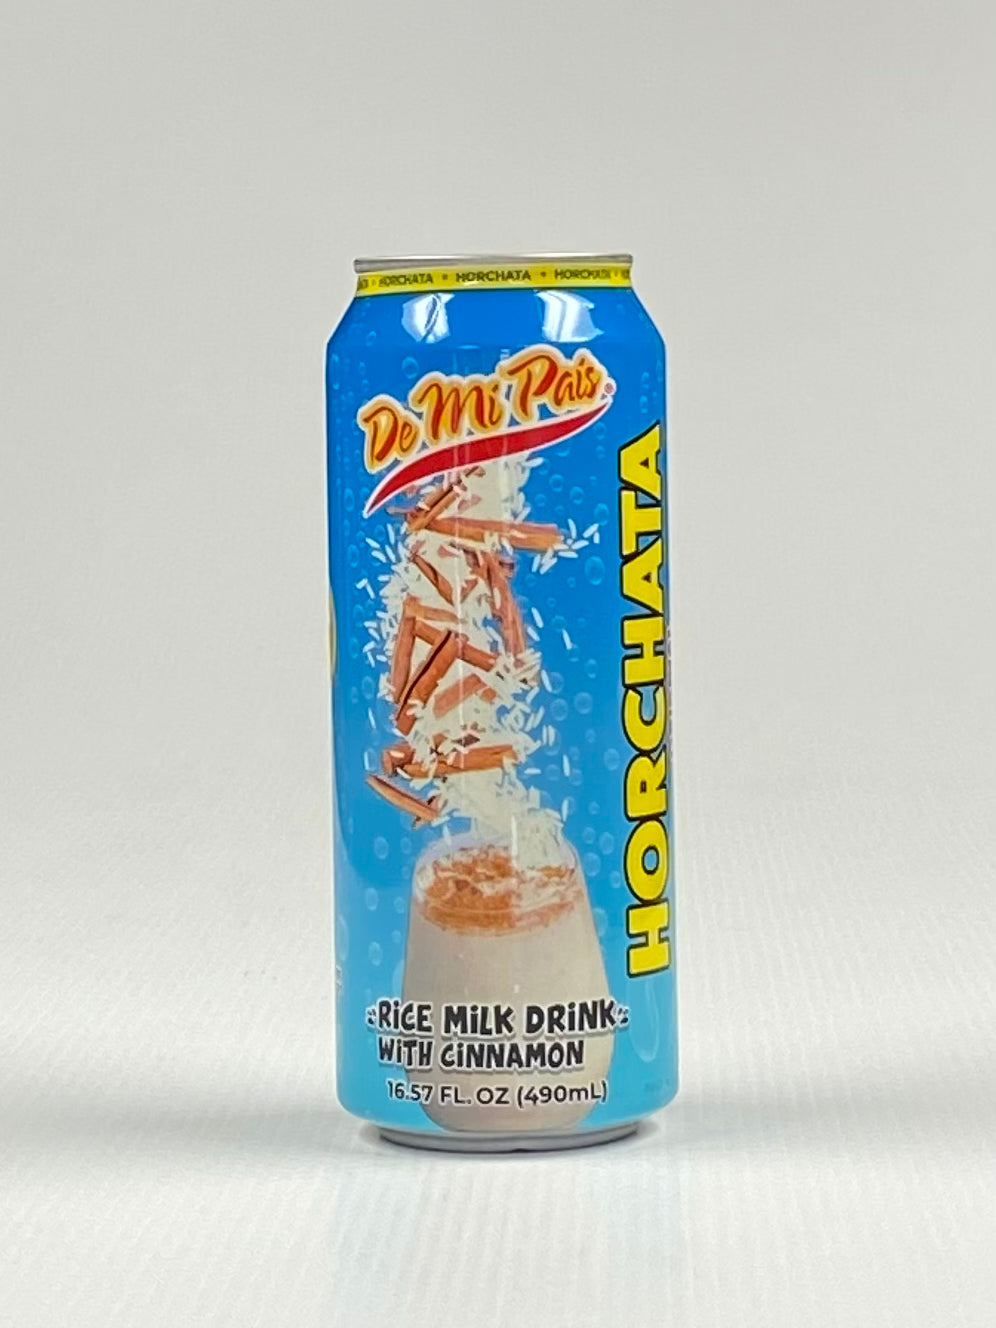 HORCHATA • HORCHATA • HORCHATA
De Mi País®
HORCHATA
RiCE MiLK DRiNK
WiTH CiNNAMON
16.57 FL. OZ (490mL)